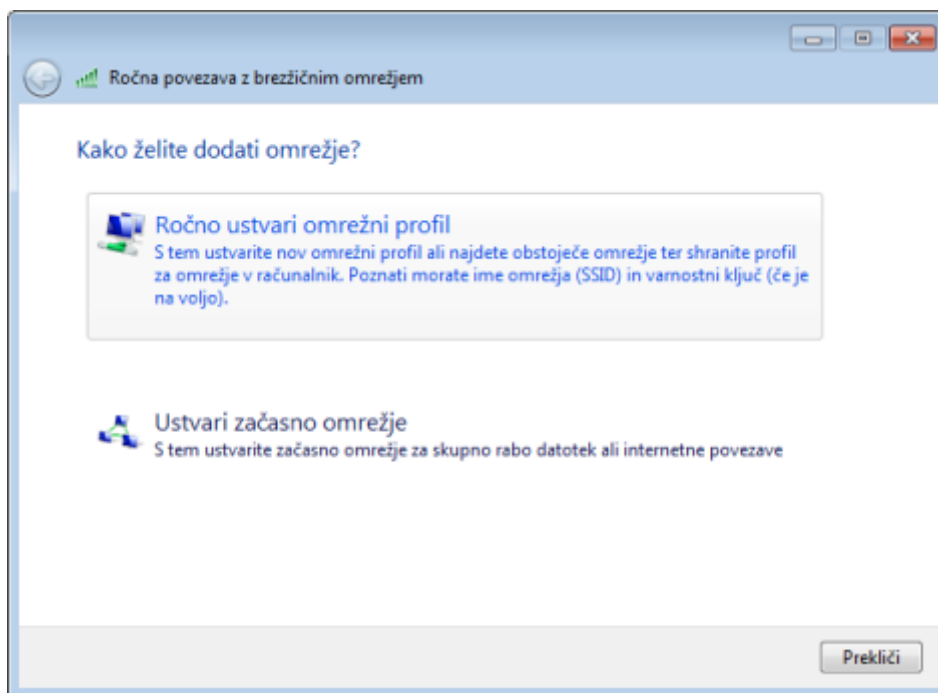 Ročna povezava z brezžičnim omrežjem
Kako želite dodati omrežje?
Ročno ustvari omrežni profil
S tem ustvarite nov omrežni profil ali najdete obstoječe omrežje ter shranite profil
za omrežje v računalnik. Poznati morate ime omrežja (SSID) in varnostni ključ (če je
na voljo).
Ustvari začasno omrežje
S tem ustvarite začasno omrežje za skupno rabo datotek ali internetne povezave
Prekliči